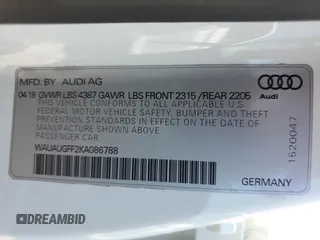 MFD. BY AUDI AG
04 19 GVWR LBS 4387 GAWR LBS FRONT 2315 /REAR 2205
THIS VEHICLE CONFORMS TO ALL APPLICABLE U.S.
FEDERAL MOTOR VEHICLE SAFETY, BUMPER AND THEFT
PREVENTION STANDARDS IN EFFECT ON THE DATE OF
MANUFACTURE SHOWN ABOVE
PASSENGER CAR
WAUAUGFF2KA086788
GERMANY
Audi
1520047
DEALER CENTER